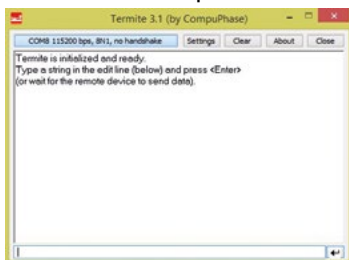 Termite 3.1 (by CompuPhase)
COM8 115200 bps, 8N1, no handshake Settings Clear About Close
Termite is initialized and ready.
Type a string in the edit line (below) and press <Enter>
(or wait for the remote device to send data).